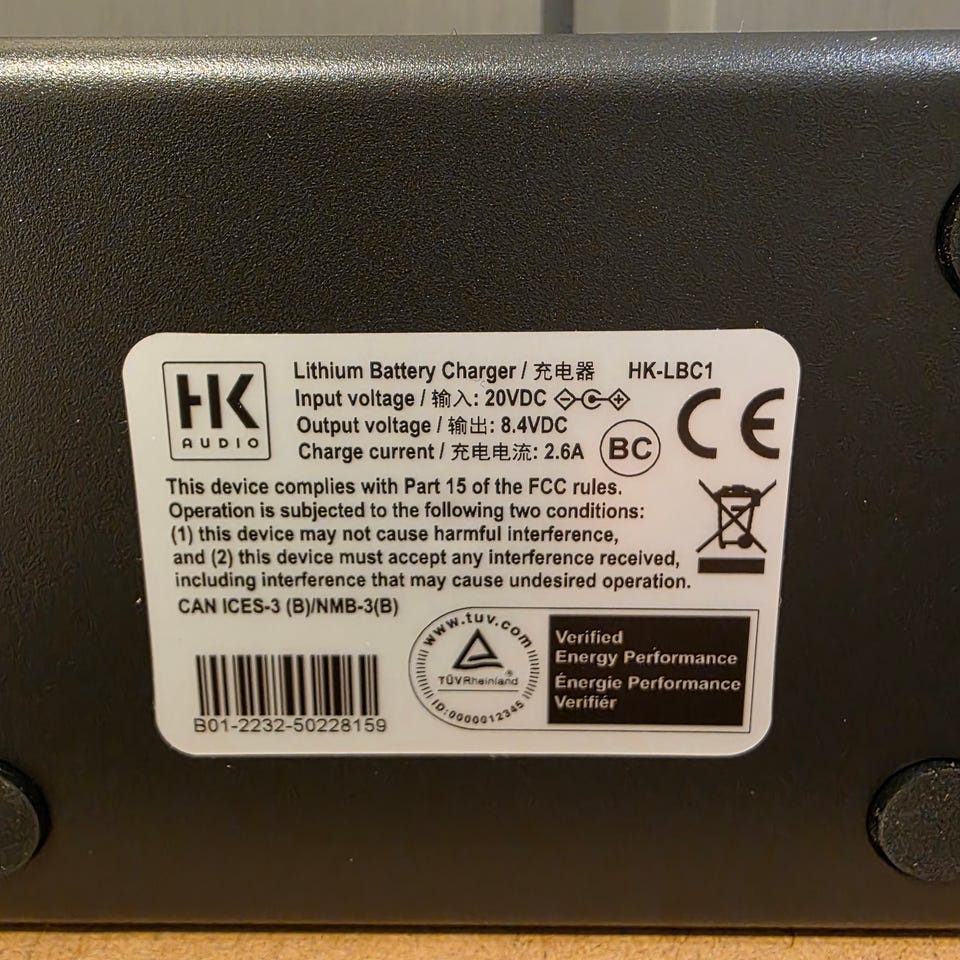 HK
AUDIO
Lithium Battery Charger / 充电器 HK-LBC1
Input voltage / 输入: 20VDC
Output voltage / 输出: 8.4VDC
Charge current / 充电电流: 2.6A
BC
CE
This device complies with Part 15 of the FCC rules.
Operation is subjected to the following two conditions:
(1) this device may not cause harmful interference,
and (2) this device must accept any interference received,
including interference that may cause undesired operation.
CAN ICES-3 (B)/NMB-3(B)
B01-2232-50228159
www.tuv.com
TÜVRheinland®
ID:0000012345
Verified
Energy Performance
Énergie Performance
Verifiér